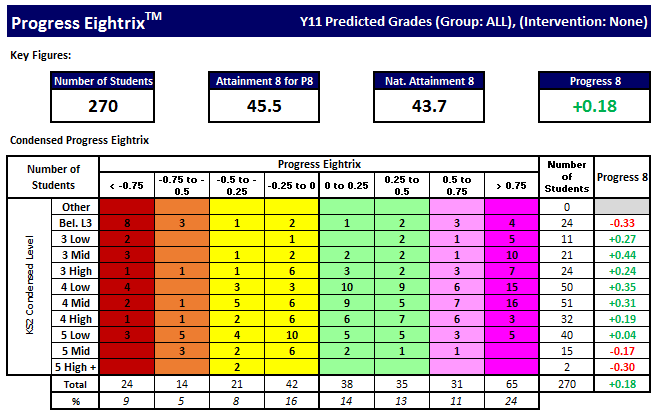 Progress Eightrix™ Y11 Predicted Grades (Group: ALL), (Intervention: None)
Key Figures:
Number of Students Attainment 8 for P8 Nat. Attainment 8 Progress 8
270 45.5 43.7 +0.18
Condensed Progress Eightrix
Number of Students Progress Eightrix Number of Students Progress 8
< -0.75 -0.75 to -0.5 -0.5 to -0.25 -0.25 to 0 0 to 0.25 0.25 to 0.5 0.5 to 0.75 > 0.75
KS2 Condensed Level
Other 0
Bel. L3 8 3 1 2 1 2 3 4 24 -0.33
3 Low 2 1 2 1 5 11 +0.27
3 Mid 3 1 2 2 2 1 10 21 +0.44
3 High 1 1 1 6 3 2 3 7 24 +0.24
4 Low 4 3 3 10 9 6 15 50 +0.35
4 Mid 2 1 5 6 9 5 7 16 51 +0.31
4 High 1 1 2 6 6 7 6 3 32 +0.19
5 Low 3 5 4 10 5 5 3 5 40 +0.04
5 Mid 3 2 6 2 1 1 15 -0.17
5 High + 2 2 -0.30
Total 24 14 21 42 38 35 31 65 270 +0.18
% 9 5 8 16 14 13 11 24